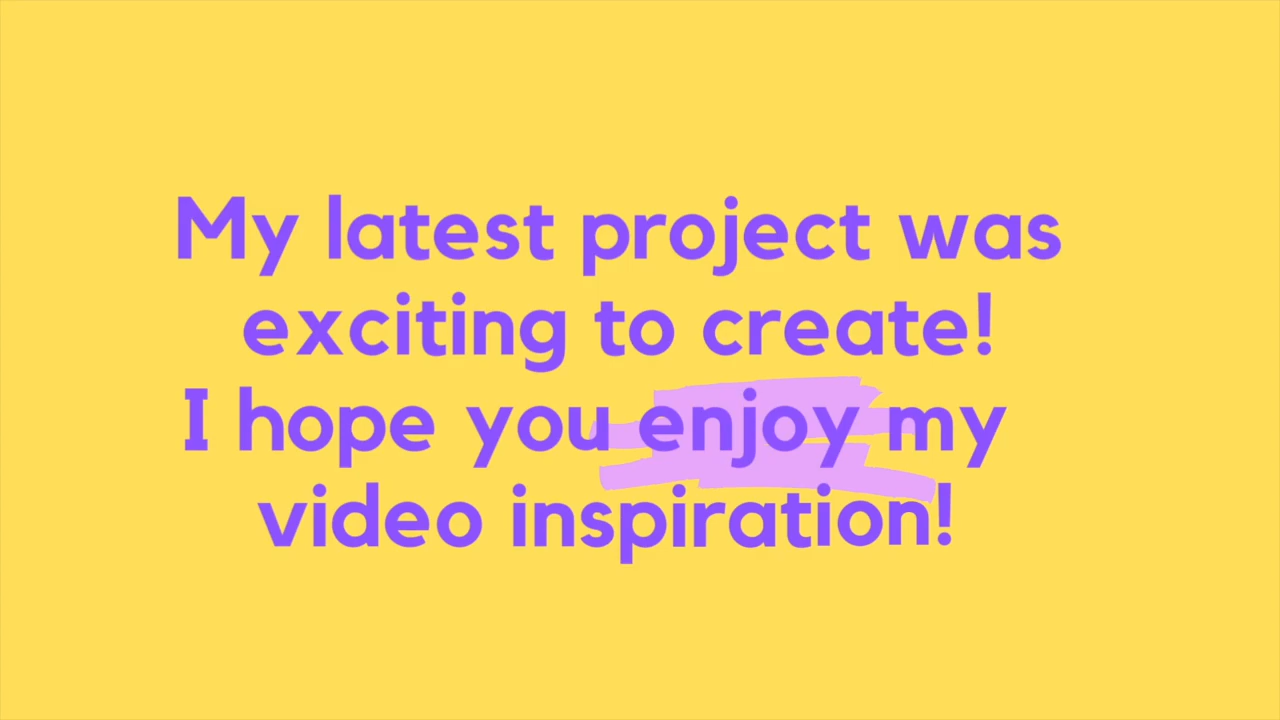 My latest project was
exciting to create!
I hope you enjoy my
video inspiration!